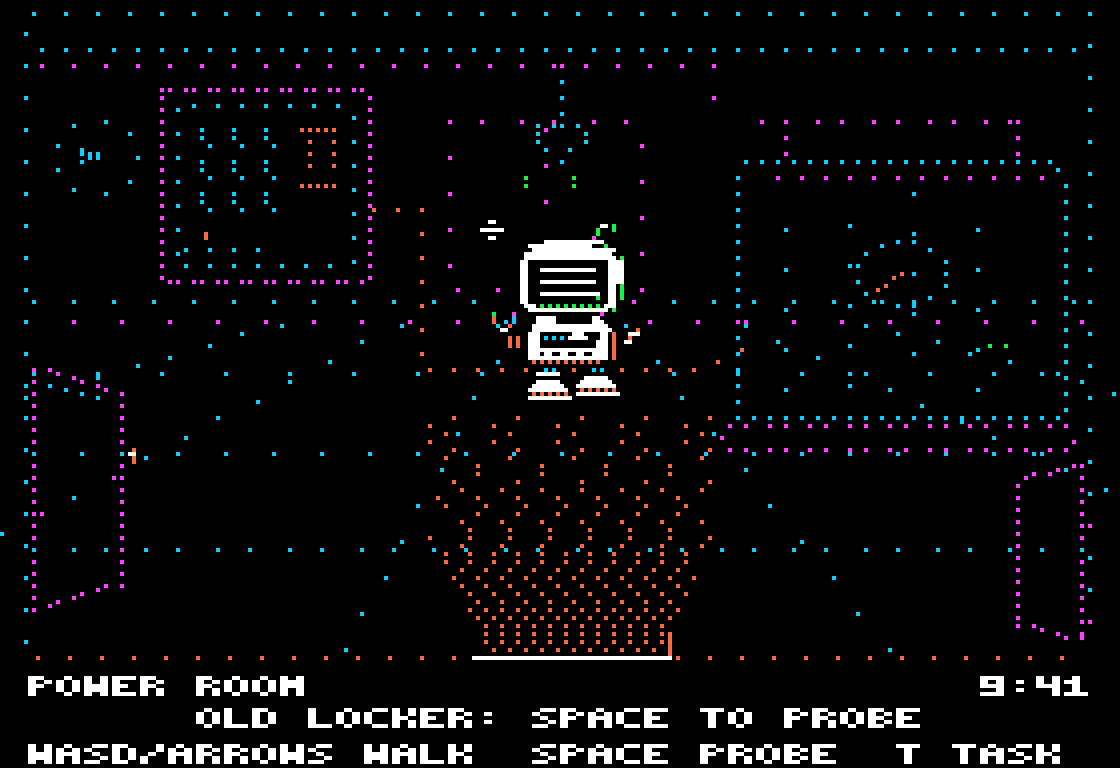 POWER ROOM 9:41
OLD LOCKER: SPACE TO PROBE
WASD/ARROWS WALK SPACE PROBE T TASK